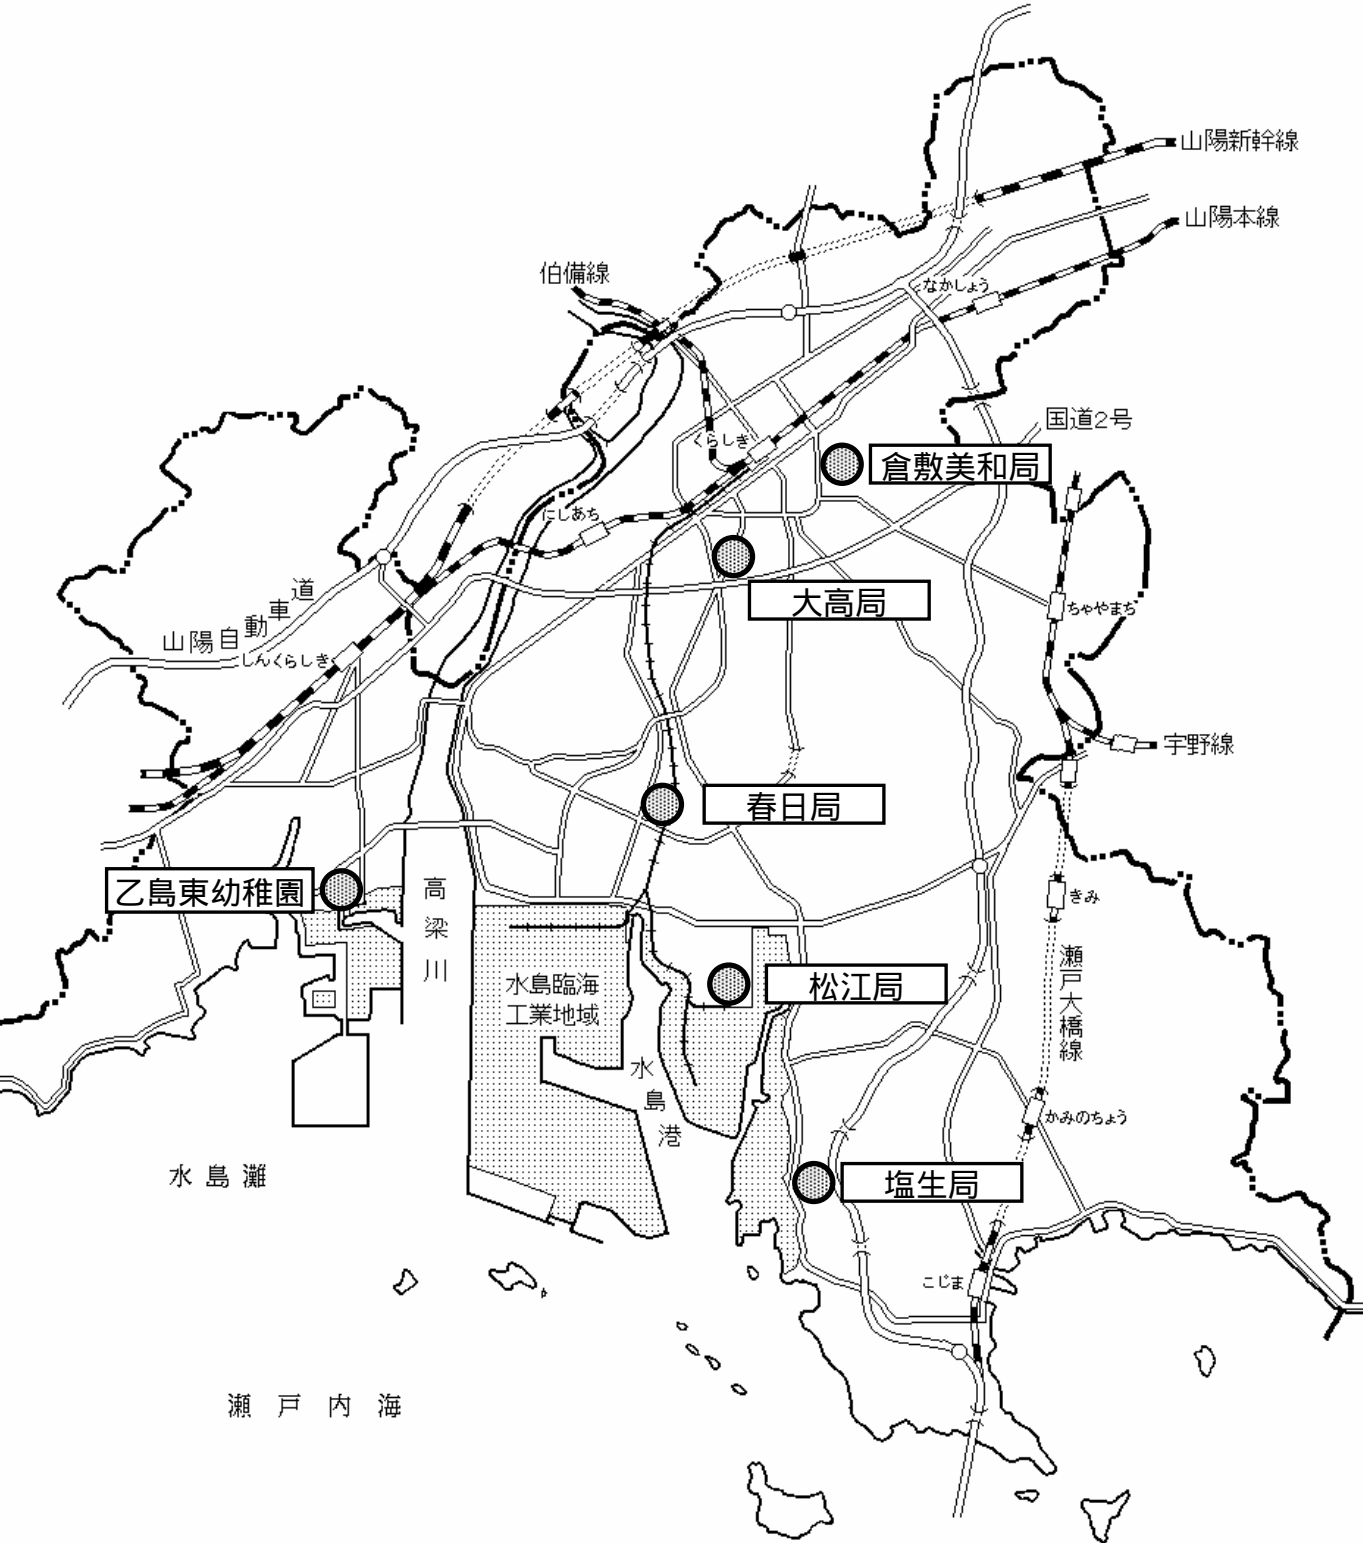 山陽新幹線
山陽本線
伯備線
なかしょう
国道2号
くらしき
倉敷美和局
にしあち
大高局
ちゃやまち
山陽自動車道
しんくらしき
宇野線
春日局
乙島東幼稚園
高梁川
きみ
瀬戸大橋線
水島臨海
工業地域
松江局
水島港
かみのちょう
水島灘
塩生局
こじま
瀬戸内海